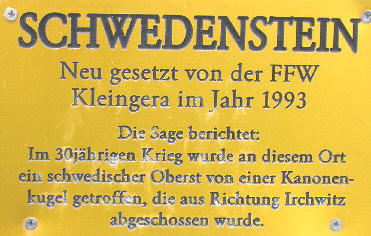 SCHWEDENSTEIN
Neu gesetzt von der FFW
Kleingera im Jahr 1993
Die Sage berichtet:
Im 30jährigen Krieg wurde an diesem Ort
ein schwedischer Oberst von einer Kanonen-
kugel getroffen, die aus Richtung Irchwitz
abgeschossen wurde.